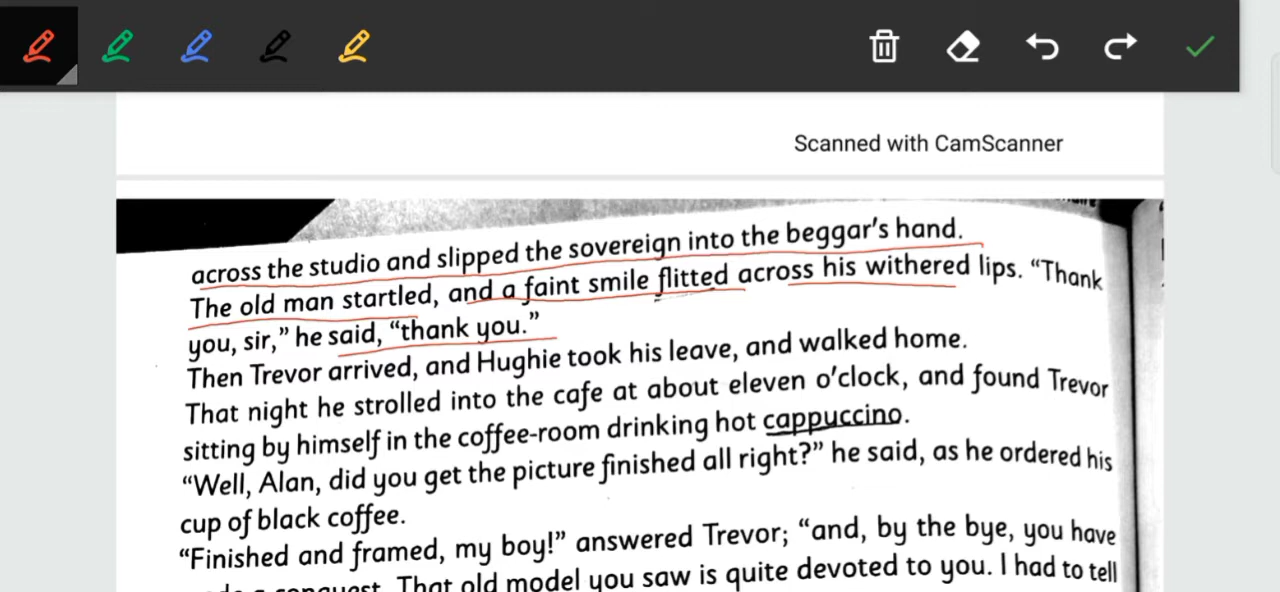 Scanned with CamScanner
across the studio and slipped the sovereign into the beggar's hand.
The old man startled, and a faint smile flitted across his withered lips. “Thank
you, sir,” he said, “thank you.”
Then Trevor arrived, and Hughie took his leave, and walked home.
That night he strolled into the cafe at about eleven o'clock, and found Trevor
sitting by himself in the coffee-room drinking hot cappuccino.
“Well, Alan, did you get the picture finished all right?” he said, as he ordered his
cup of black coffee.
“Finished and framed, my boy!” answered Trevor; “and, by the bye, you have
a conquest. That old model you saw is quite devoted to you. I had to tell